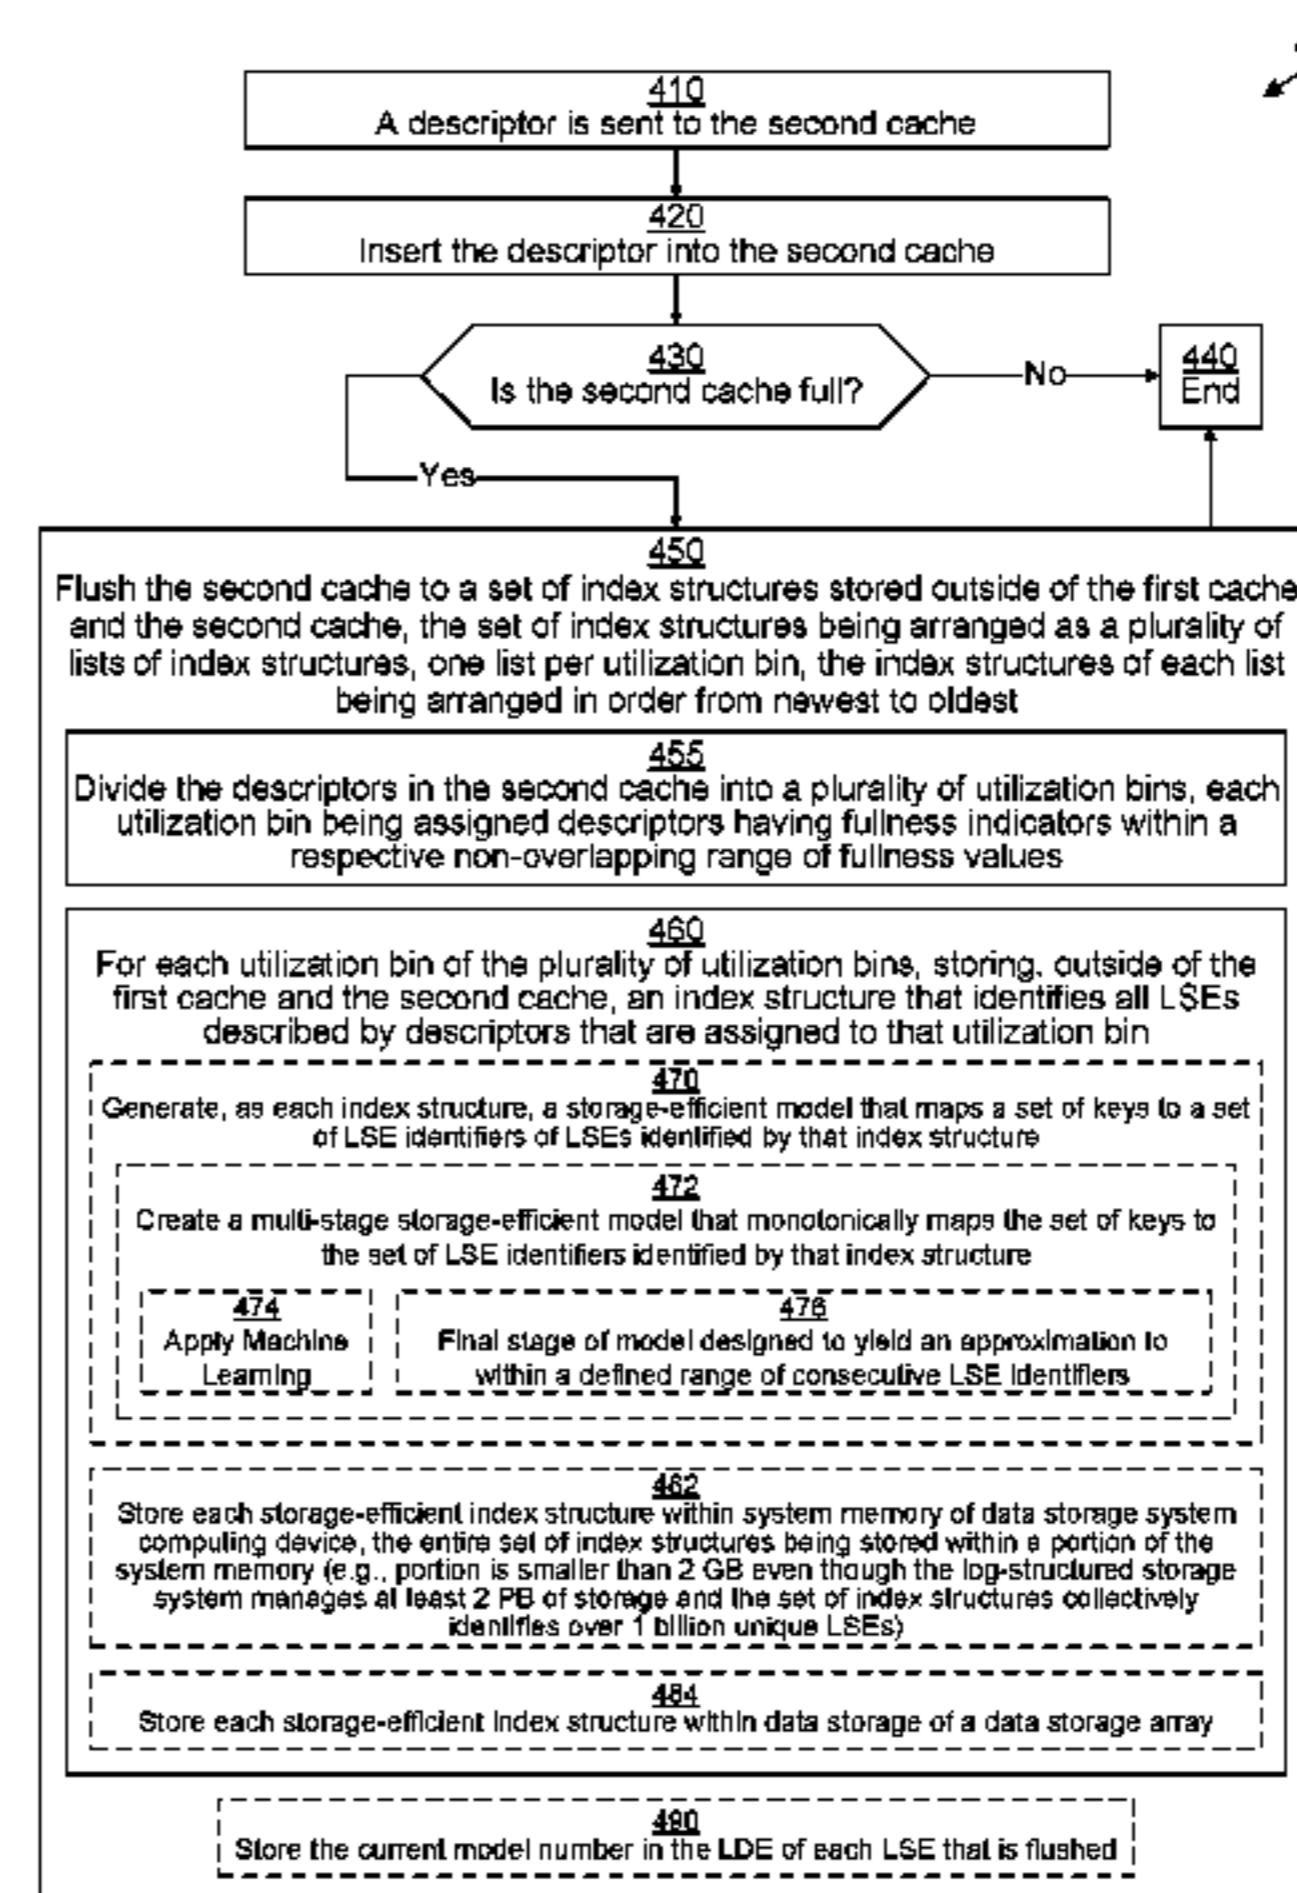 410
A descriptor is sent to the second cache
420
Insert the descriptor into the second cache
430
Is the second cache full?
No
440
End
Yes
450
Flush the second cache to a set of index structures stored outside of the first cache
and the second cache, the set of index structures being arranged as a plurality of
lists of index structures, one list per utilization bin, the index structures of each list
being arranged in order from newest to oldest
455
Divide the descriptors in the second cache into a plurality of utilization bins, each
utilization bin being assigned descriptors having fullness indicators within a
respective non-overlapping range of fullness values
460
For each utilization bin of the plurality of utilization bins, storing, outside of the
first cache and the second cache, an index structure that identifies all LSEs
described by descriptors that are assigned to that utilization bin
470
Generate, as each index structure, a storage-efficient model that maps a set of keys to a set
of LSE identifiers of LSEs identified by that index structure
472
Create a multi-stage storage-efficient model that monotonically maps the set of keys to
the set of LSE identifiers identified by that index structure
474
Apply Machine
Learning
476
Final stage of model designed to yield an approximation to
within a defined range of consecutive LSE identifiers
482
Store each storage-efficient index structure within system memory of data storage system
computing device, the entire set of index structures being stored within a portion of the
system memory (e.g., portion is smaller than 2 GB even though the log-structured storage
system manages at least 2 PB of storage and the set of index structures collectively
identifies over 1 billion unique LSEs)
484
Store each storage-efficient index structure within data storage of a data storage array
490
Store the current model number in the LDE of each LSE that is flushed